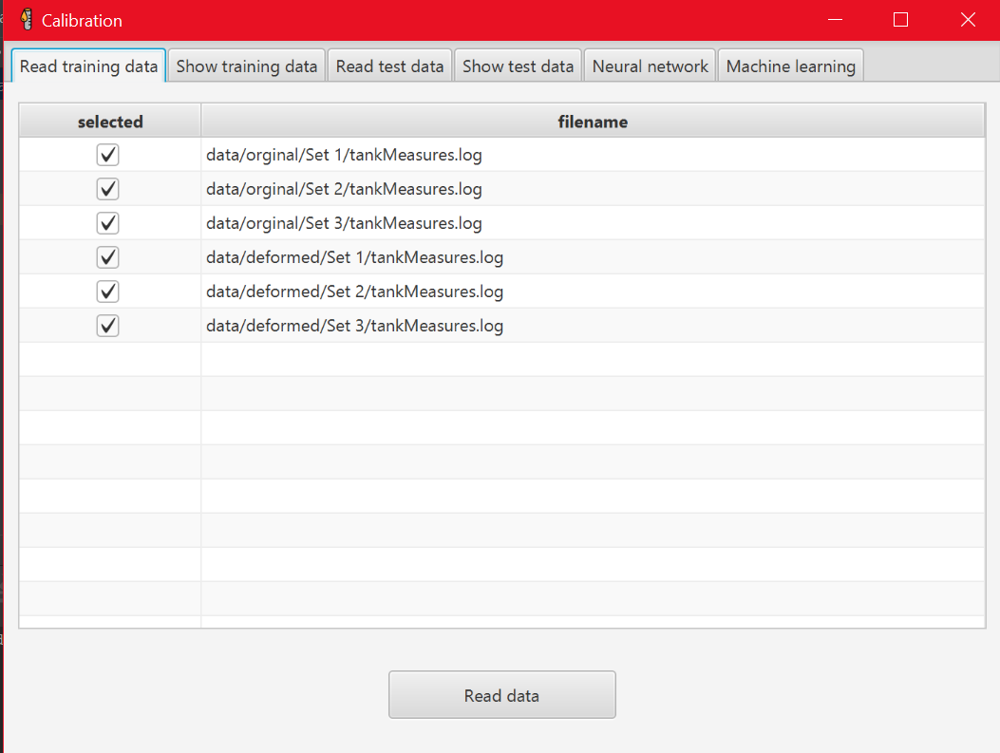 Calibration
Read training data Show training data Read test data Show test data Neural network Machine learning
selected filename
data/orginal/Set 1/tankMeasures.log
data/orginal/Set 2/tankMeasures.log
data/orginal/Set 3/tankMeasures.log
data/deformed/Set 1/tankMeasures.log
data/deformed/Set 2/tankMeasures.log
data/deformed/Set 3/tankMeasures.log
Read data